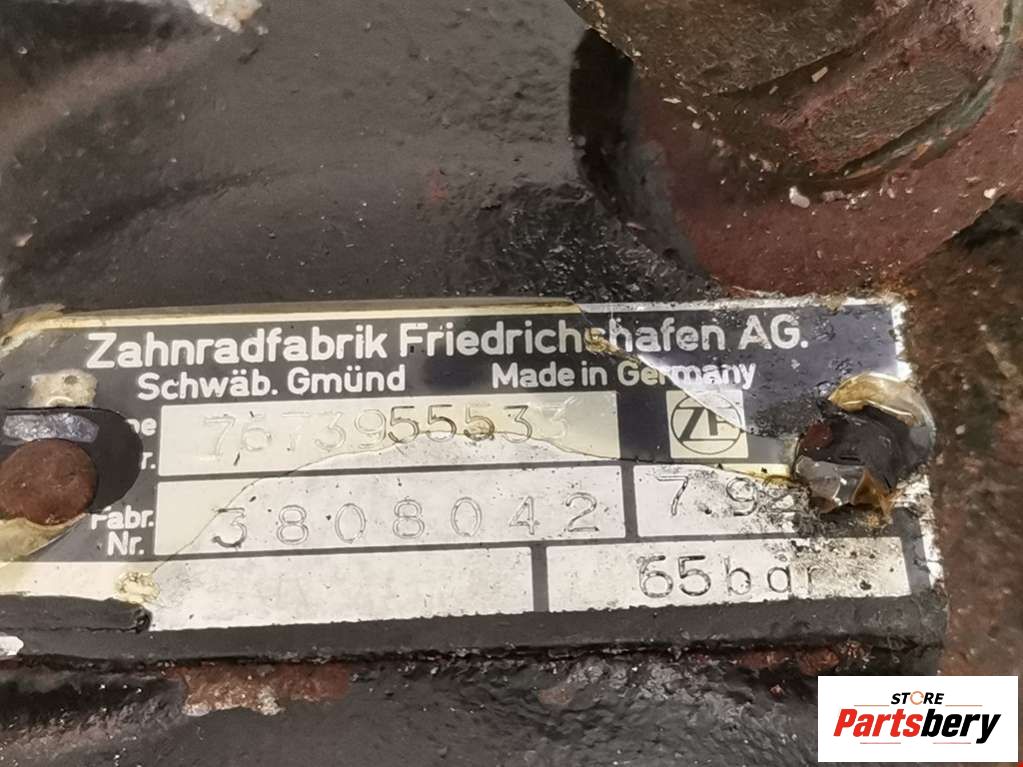 Zahnradfabrik Friedrichshafen AG.
Schwäb. Gmünd Made in Germany
7673955533
ZF
Fabr. Nr. 3808042
65bar
STORE
Partsbery